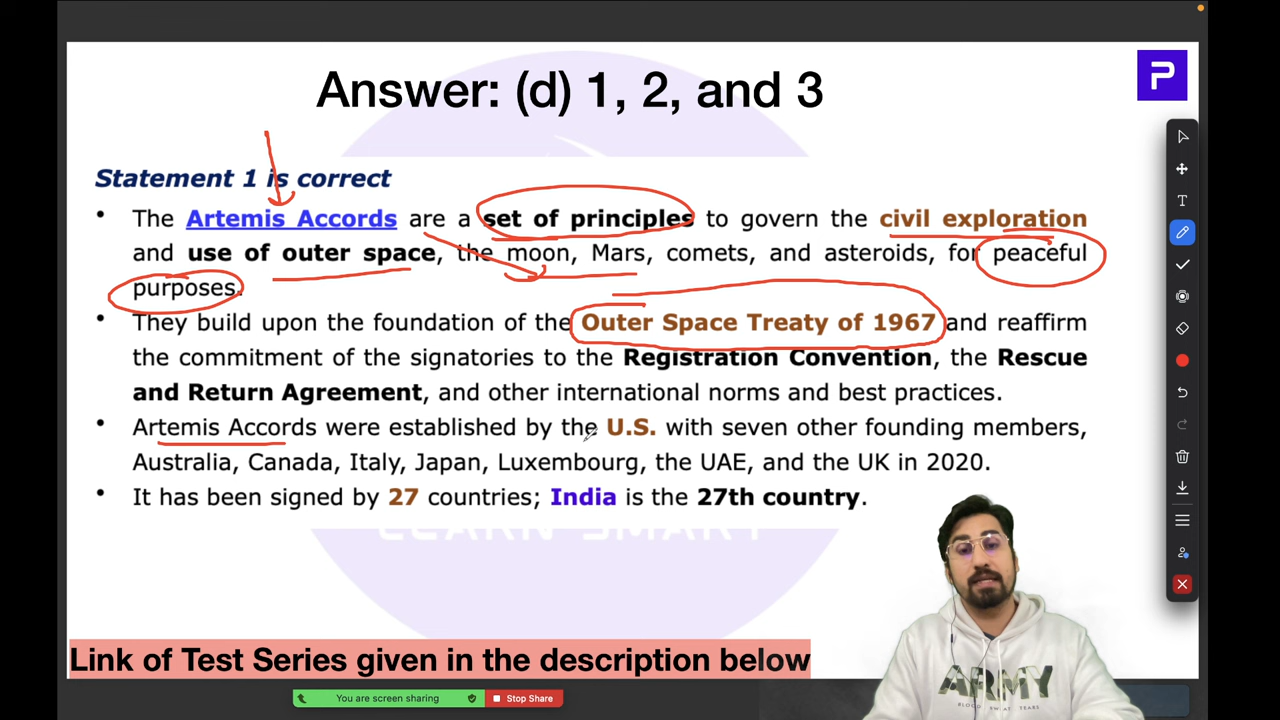 Answer: (d) 1, 2, and 3
P
Statement 1 is correct
• The Artemis Accords are a set of principles to govern the civil exploration
and use of outer space, the moon, Mars, comets, and asteroids, for peaceful
purposes.
• They build upon the foundation of the Outer Space Treaty of 1967 and reaffirm
the commitment of the signatories to the Registration Convention, the Rescue
and Return Agreement, and other international norms and best practices.
• Artemis Accords were established by the U.S. with seven other founding members,
Australia, Canada, Italy, Japan, Luxembourg, the UAE, and the UK in 2020.
• It has been signed by 27 countries; India is the 27th country.
LEARN SMART
T
ARMY
Link of Test Series given in the description below
You are screen sharing
Stop Share